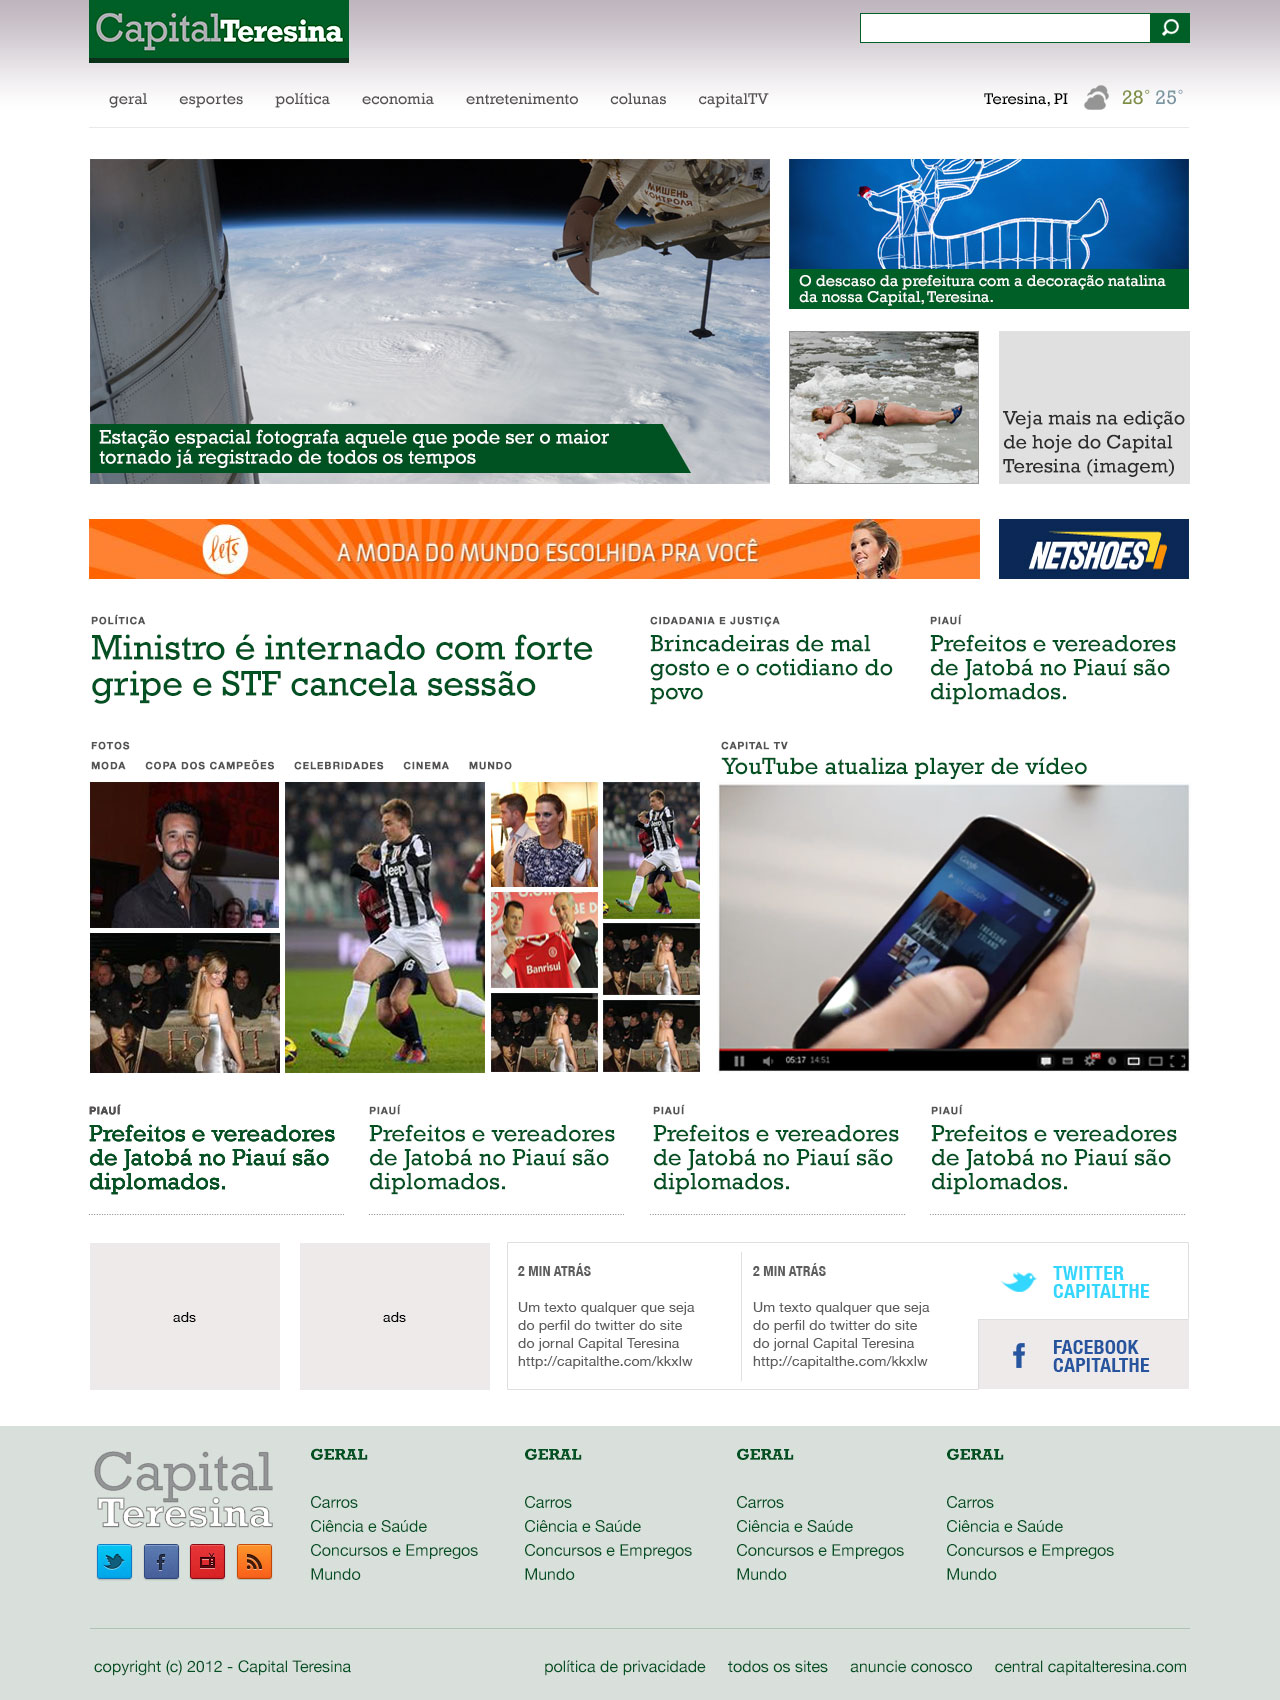 CapitalTeresina
geral esportes política economia entretenimento colunas capitalTV
Teresina, PI 28° 25°
МИШЕНЬ
КОНТРОЛЯ
Estação espacial fotografa aquele que pode ser o maior
tornado já registrado de todos os tempos
O descaso da prefeitura com a decoração natalina
da nossa Capital, Teresina.
Veja mais na edição
de hoje do Capital
Teresina (imagem)
lets
A MODA DO MUNDO ESCOLHIDA PRA VOCÊ
NETSHOES
POLÍTICA
Ministro é internado com forte
gripe e STF cancela sessão
CIDADANIA E JUSTIÇA
Brincadeiras de mal
gosto e o cotidiano do
povo
PIAUÍ
Prefeitos e vereadores
de Jatobá no Piauí são
diplomados.
FOTOS
MODA COPA DOS CAMPEÕES CELEBRIDADES CINEMA MUNDO
Jeep
Banrisul
CAPITAL TV
YouTube atualiza player de vídeo
Google
TREASURE
ISLAND
05:17 14:51
HD
PIAUÍ
Prefeitos e vereadores
de Jatobá no Piauí são
diplomados.
PIAUÍ
Prefeitos e vereadores
de Jatobá no Piauí são
diplomados.
PIAUÍ
Prefeitos e vereadores
de Jatobá no Piauí são
diplomados.
PIAUÍ
Prefeitos e vereadores
de Jatobá no Piauí são
diplomados.
ads
ads
2 MIN ATRÁS
Um texto qualquer que seja
do perfil do twitter do site
do jornal Capital Teresina
http://capitalthe.com/kkxlw
2 MIN ATRÁS
Um texto qualquer que seja
do perfil do twitter do site
do jornal Capital Teresina
http://capitalthe.com/kkxlw
TWITTER
CAPITALTHE
FACEBOOK
CAPITALTHE
Capital
Teresina
GERAL
Carros
Ciência e Saúde
Concursos e Empregos
Mundo
GERAL
Carros
Ciência e Saúde
Concursos e Empregos
Mundo
GERAL
Carros
Ciência e Saúde
Concursos e Empregos
Mundo
GERAL
Carros
Ciência e Saúde
Concursos e Empregos
Mundo
copyright (c) 2012 - Capital Teresina
política de privacidade todos os sites anuncie conosco central capitalteresina.com